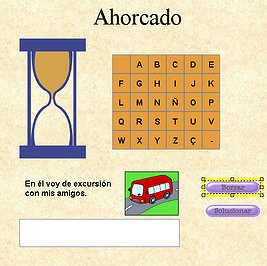 Ahorcado
A B C D E
F G H I J K
L M N Ñ O P
Q R S T U V
W X Y Z Ç -
En él voy de excursión
con mis amigos.
Borrar
Solucionar